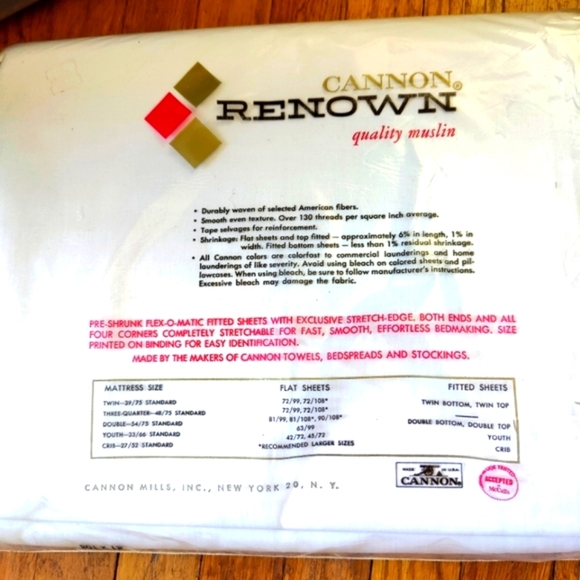 CANNON®
RENOWN
quality muslin
• Durably woven of selected American fibers.
• Smooth even texture. Over 130 threads per square inch average.
• Tape selvages for reinforcement.
• Shrinkage: Flat sheets and top fitted — approximately 6% in length, 1% in
width. Fitted bottom sheets — less than 1% residual shrinkage.
• All Cannon colors are colorfast to commercial launderings and home
launderings of like severity. Avoid using bleach on colored sheets and pil-
lowcases. When using bleach, be sure to follow manufacturer's instructions.
Excessive bleach may damage the fabric.
PRE-SHRUNK FLEX-O-MATIC FITTED SHEETS WITH EXCLUSIVE STRETCH-EDGE. BOTH ENDS AND ALL
FOUR CORNERS COMPLETELY STRETCHABLE FOR FAST, SMOOTH, EFFORTLESS BEDMAKING. SIZE
PRINTED ON BINDING FOR EASY IDENTIFICATION.
MADE BY THE MAKERS OF CANNON TOWELS, BEDSPREADS AND STOCKINGS.
MATTRESS SIZE FLAT SHEETS FITTED SHEETS
TWIN—39/75 STANDARD 72/99, 72/108* TWIN BOTTOM, TWIN TOP
THREE-QUARTER—48/75 STANDARD 72/99, 72/108*
DOUBLE—54/75 STANDARD 81/99, 81/108*, 90/108* DOUBLE BOTTOM, DOUBLE TOP
YOUTH—33/66 STANDARD 63/99 YOUTH
CRIB—27/52 STANDARD 42/72, 45/72 CRIB
*RECOMMENDED LARGER SIZES
CANNON MILLS, INC., NEW YORK 20, N. Y.
MADE IN U.S.A.
CANNON
ACCEPTED
McCall's